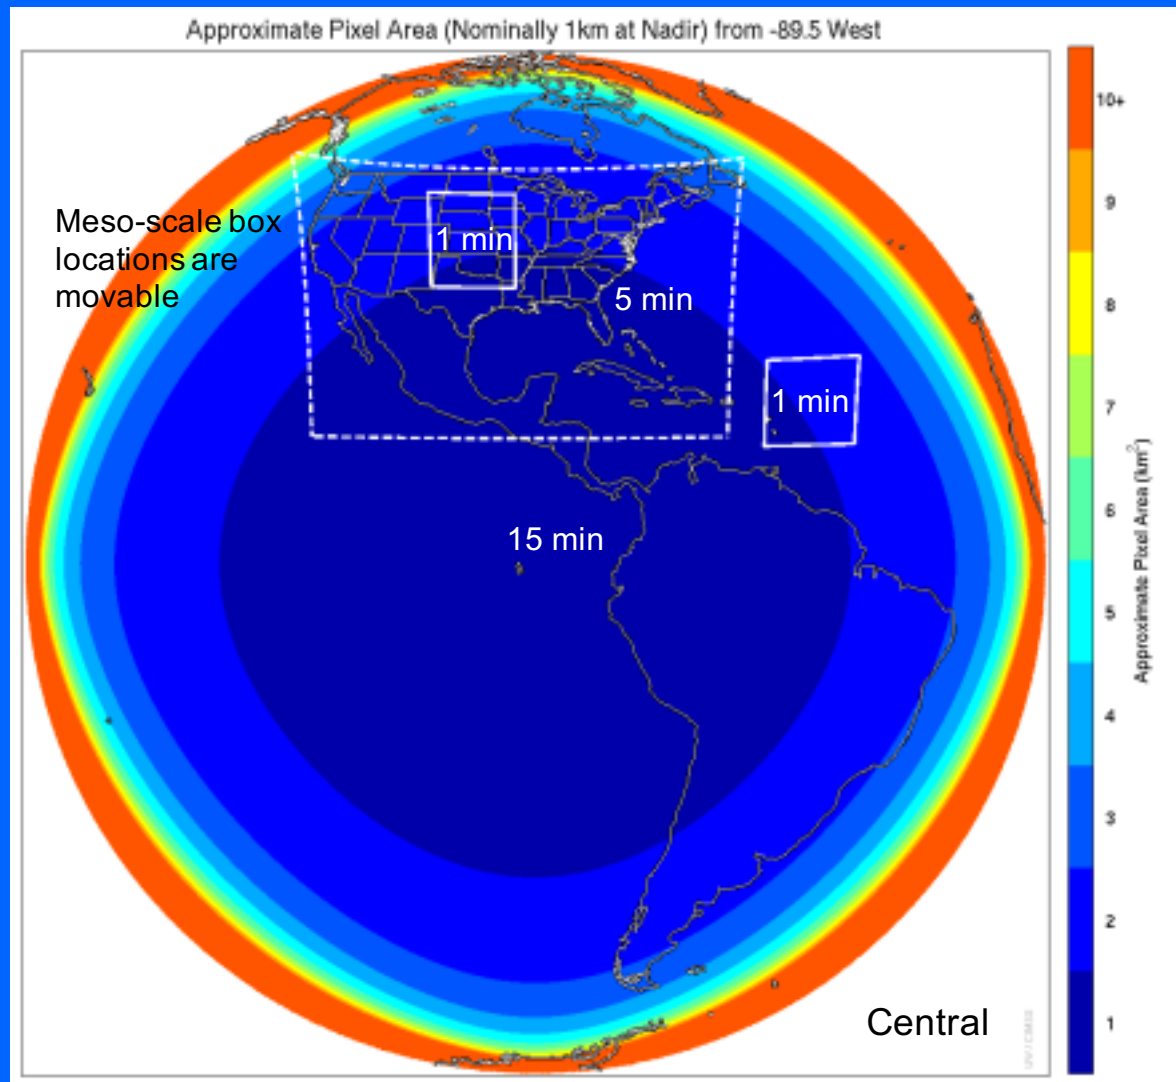 Approximate Pixel Area (Nominally 1km at Nadir) from -89.5 West
Meso-scale box
locations are
movable
1 min
5 min
1 min
15 min
Central
10+
9
8
7
6
5
4
3
2
1
Approximate Pixel Area (km²)